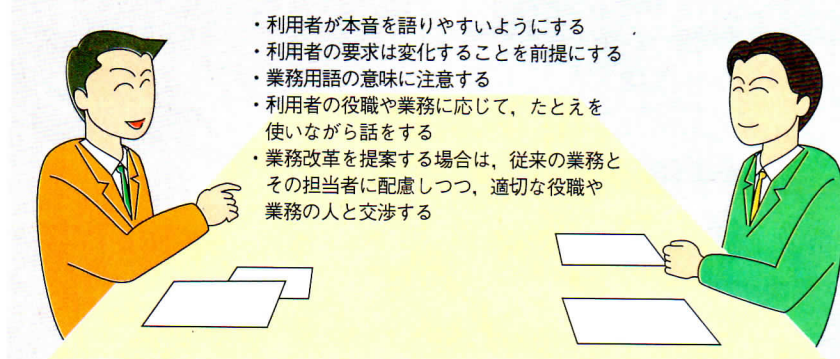 ・利用者が本音を語りやすいようにする
・利用者の要求は変化することを前提にする
・業務用語の意味に注意する
・利用者の役職や業務に応じて，たとえを
使いながら話をする
・業務改革を提案する場合は，従来の業務と
その担当者に配慮しつつ，適切な役職や
業務の人と交渉する